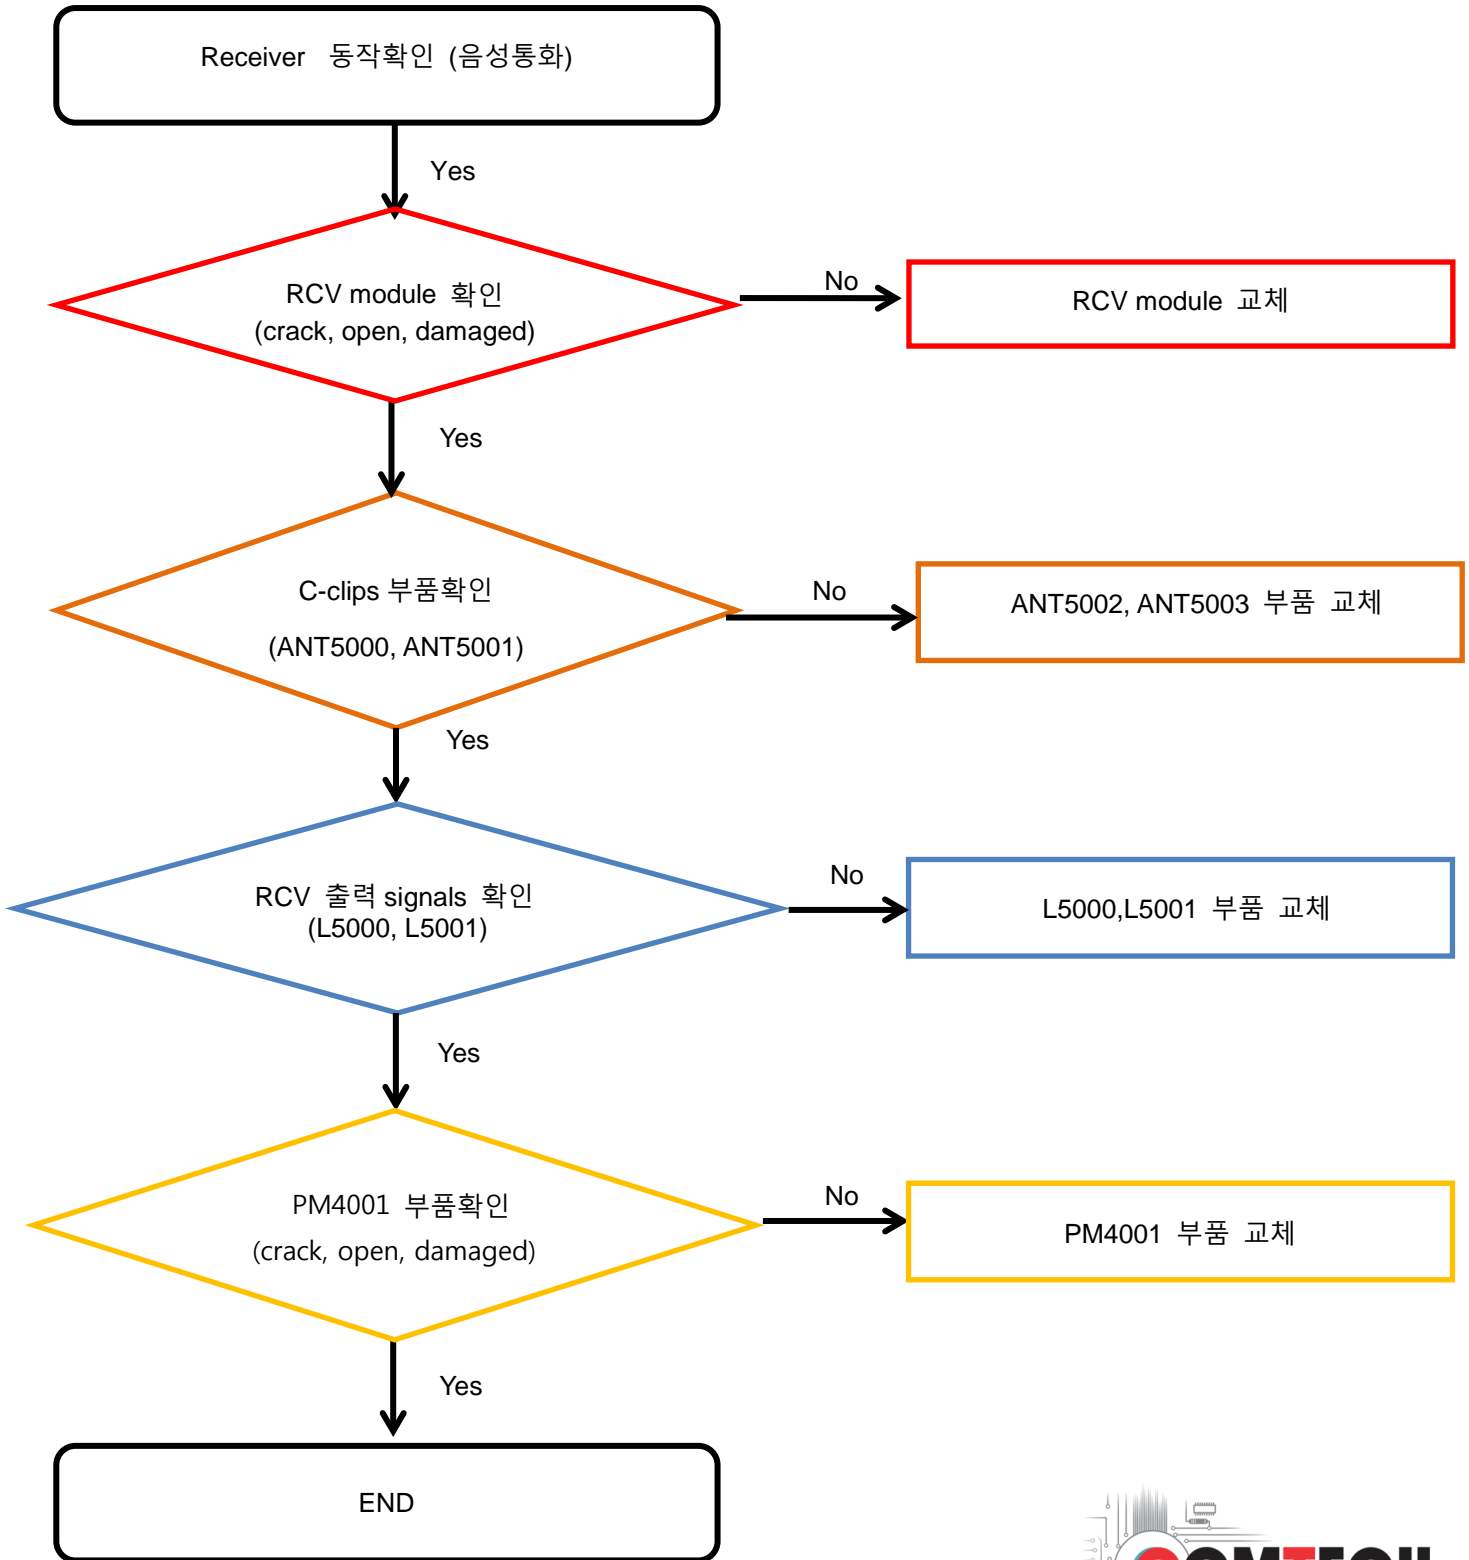 Receiver 동작확인 (음성통화)
Yes
RCV module 확인
(crack, open, damaged)
No
RCV module 교체
Yes
C-clips 부품확인
(ANT5000, ANT5001)
No
ANT5002, ANT5003 부품 교체
Yes
RCV 출력 signals 확인
(L5000, L5001)
No
L5000,L5001 부품 교체
Yes
PM4001 부품확인
(crack, open, damaged)
No
PM4001 부품 교체
Yes
END